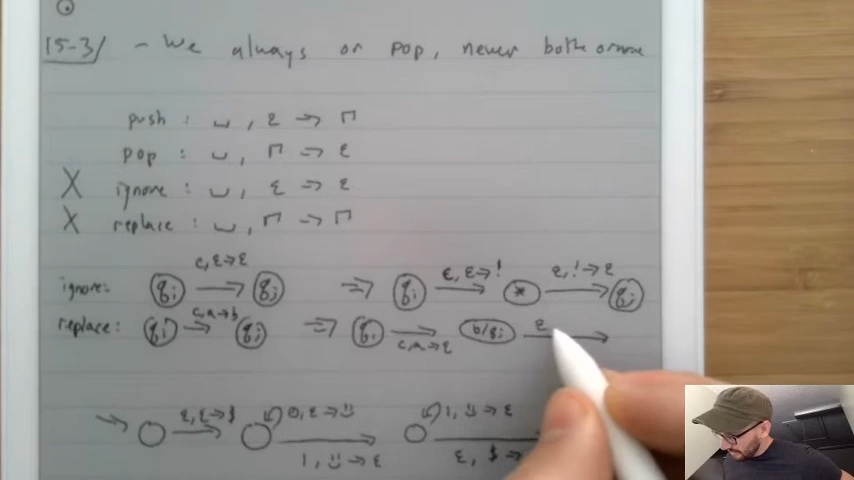 15-3/ - We always or pop, never both or none
push : ⊔, ε → Γ
pop : ⊔, Γ → ε
X ignore : ⊔, ε → ε
X replace : ⊔, Γ → Γ
ignore: qi c, ε → ε qj ⇒ qi c, ε → ! * ε, ! → ε qj
replace: qi c, a → b qj ⇒ qi c, a → ε b/qj ε
→ ε, ε → $ 0, ε → ü 1, ü → ε 1, ü → ε ε, $ →